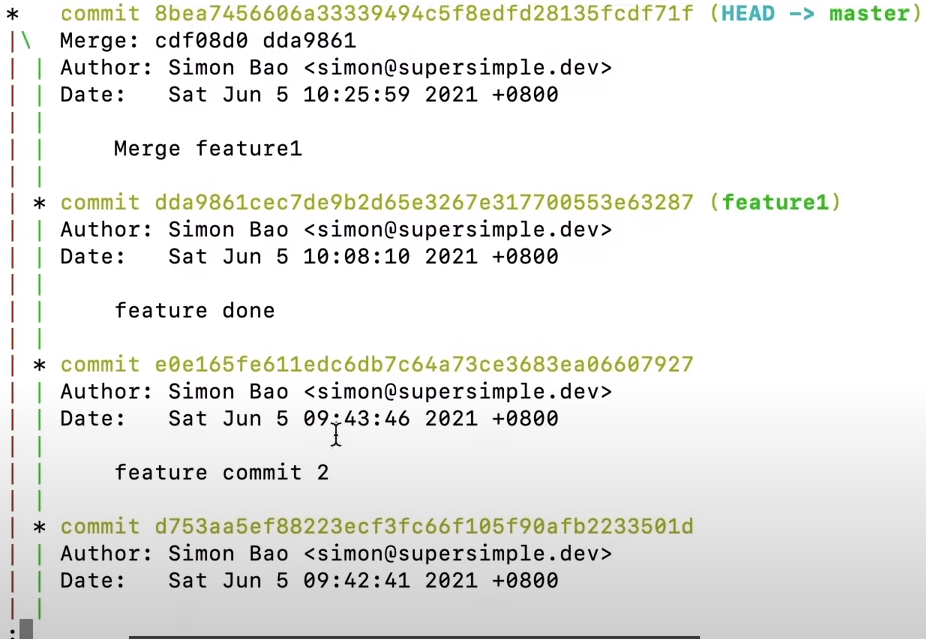 *   commit 8bea7456606a33339494c5f8edfd28135fcdf71f (HEAD -> master)
|\  Merge: cdf08d0 dda9861
| | Author: Simon Bao <simon@supersimple.dev>
| | Date:   Sat Jun 5 10:25:59 2021 +0800
| |
| |     Merge feature1
| |
| * commit dda9861cec7de9b2d65e3267e317700553e63287 (feature1)
| | Author: Simon Bao <simon@supersimple.dev>
| | Date:   Sat Jun 5 10:08:10 2021 +0800
| |
| |     feature done
| |
| * commit e0e165fe611edc6db7c64a73ce3683ea06607927
| | Author: Simon Bao <simon@supersimple.dev>
| | Date:   Sat Jun 5 09:43:46 2021 +0800
| |
| |     feature commit 2
| |
| * commit d753aa5ef88223ecf3fc66f105f90afb2233501d
| | Author: Simon Bao <simon@supersimple.dev>
| | Date:   Sat Jun 5 09:42:41 2021 +0800
| |
: